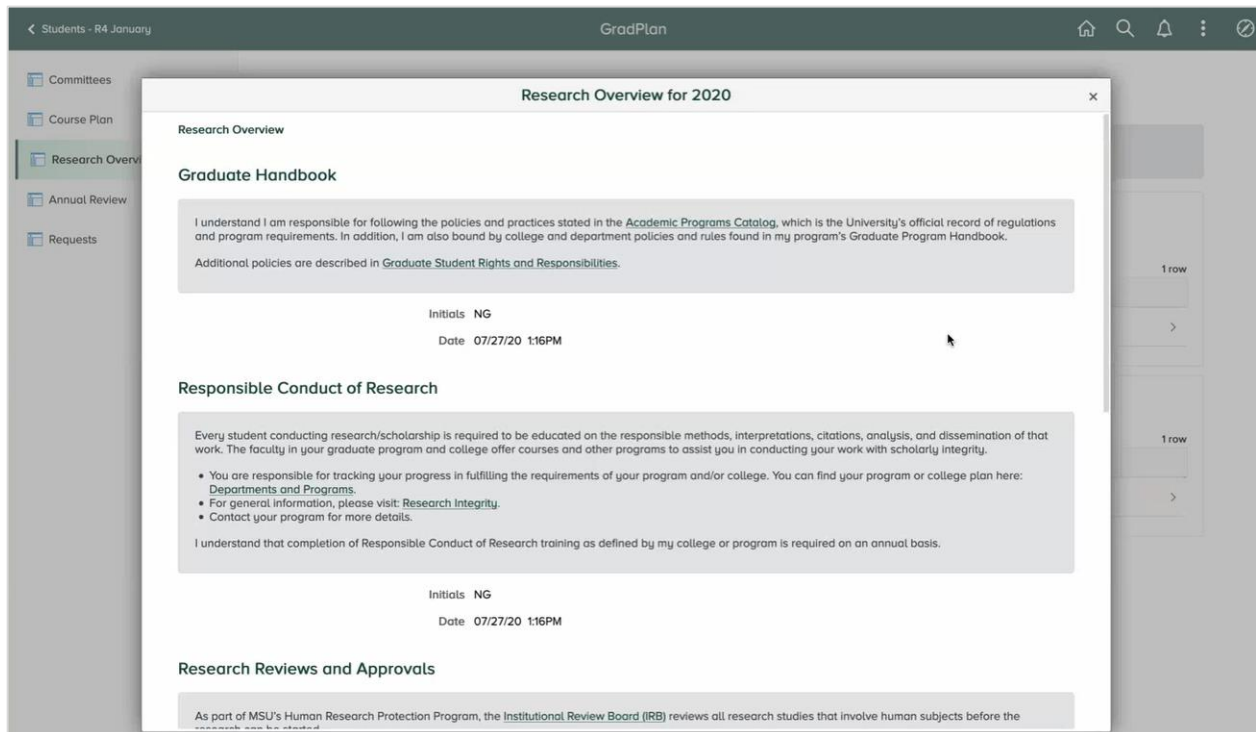 Students - R4 January
GradPlan
Committees
Course Plan
Research Overvi
Annual Review
Requests
Research Overview for 2020
×
Research Overview
Graduate Handbook
I understand I am responsible for following the policies and practices stated in the Academic Programs Catalog, which is the University's official record of regulations
and program requirements. In addition, I am also bound by college and department policies and rules found in my program's Graduate Program Handbook.
Additional policies are described in Graduate Student Rights and Responsibilities.
1 row
Initials NG
Date 07/27/20 1:16PM
Responsible Conduct of Research
Every student conducting research/scholarship is required to be educated on the responsible methods, interpretations, citations, analysis, and dissemination of that
work. The faculty in your graduate program and college offer courses and other programs to assist you in conducting your work with scholarly integrity.
1 row
• You are responsible for tracking your progress in fulfilling the requirements of your program and/or college. You can find your program or college plan here:
Departments and Programs.
• For general information, please visit: Research Integrity.
• Contact your program for more details.
I understand that completion of Responsible Conduct of Research training as defined by my college or program is required on an annual basis.
Initials NG
Date 07/27/20 1:16PM
Research Reviews and Approvals
As part of MSU's Human Research Protection Program, the Institutional Review Board (IRB) reviews all research studies that involve human subjects before the
research can be started